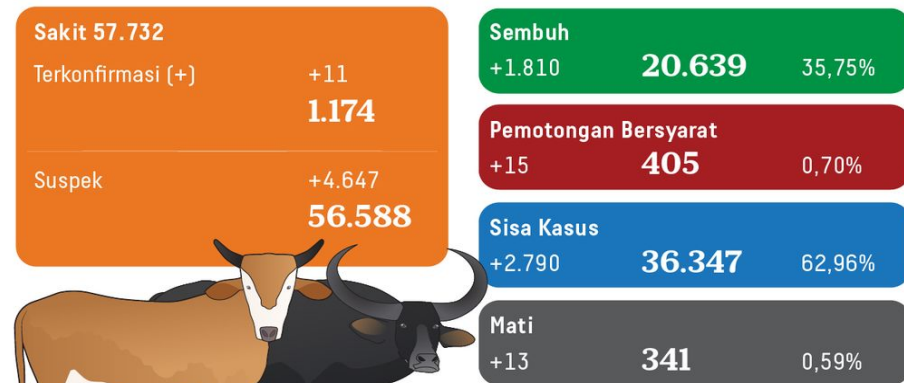 Sakit 57.732
Terkonfirmasi (+) +11
1.174
Suspek +4.647
56.588
Sembuh
+1.810 20.639 35,75%
Pemotongan Bersyarat
+15 405 0,70%
Sisa Kasus
+2.790 36.347 62,96%
Mati
+13 341 0,59%